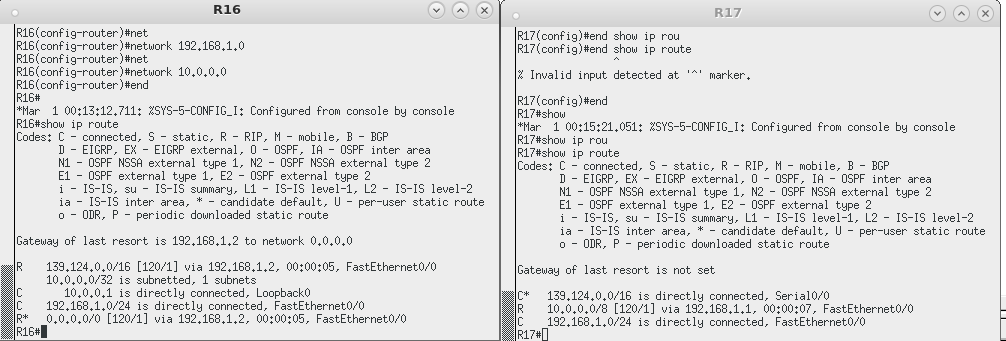 R16
R16(config-router)#net
R16(config-router)#network 192.168.1.0
R16(config-router)#net
R16(config-router)#network 10.0.0.0
R16(config-router)#end
R16#
*Mar  1 00:13:12.711: %SYS-5-CONFIG_I: Configured from console by console
R16#show ip route
Codes: C - connected, S - static, R - RIP, M - mobile, B - BGP
       D - EIGRP, EX - EIGRP external, O - OSPF, IA - OSPF inter area
       N1 - OSPF NSSA external type 1, N2 - OSPF NSSA external type 2
       E1 - OSPF external type 1, E2 - OSPF external type 2
       i - IS-IS, su - IS-IS summary, L1 - IS-IS level-1, L2 - IS-IS level-2
       ia - IS-IS inter area, * - candidate default, U - per-user static route
       o - ODR, P - periodic downloaded static route
Gateway of last resort is 192.168.1.2 to network 0.0.0.0
R    139.124.0.0/16 [120/1] via 192.168.1.2, 00:00:05, FastEthernet0/0
     10.0.0.0/32 is subnetted, 1 subnets
C       10.0.0.1 is directly connected, Loopback0
C    192.168.1.0/24 is directly connected, FastEthernet0/0
R*   0.0.0.0/0 [120/1] via 192.168.1.2, 00:00:05, FastEthernet0/0
R16#
R17
R17(config)#end show ip rou
R17(config)#end show ip route
                ^
% Invalid input detected at '^' marker.
R17(config)#end
R17#show
*Mar  1 00:15:21.051: %SYS-5-CONFIG_I: Configured from console by console
R17#show ip rou
R17#show ip route
Codes: C - connected, S - static, R - RIP, M - mobile, B - BGP
       D - EIGRP, EX - EIGRP external, O - OSPF, IA - OSPF inter area
       N1 - OSPF NSSA external type 1, N2 - OSPF NSSA external type 2
       E1 - OSPF external type 1, E2 - OSPF external type 2
       i - IS-IS, su - IS-IS summary, L1 - IS-IS level-1, L2 - IS-IS level-2
       ia - IS-IS inter area, * - candidate default, U - per-user static route
       o - ODR, P - periodic downloaded static route
Gateway of last resort is not set
C*   139.124.0.0/16 is directly connected, Serial0/0
R    10.0.0.0/8 [120/1] via 192.168.1.1, 00:00:07, FastEthernet0/0
C    192.168.1.0/24 is directly connected, FastEthernet0/0
R17#